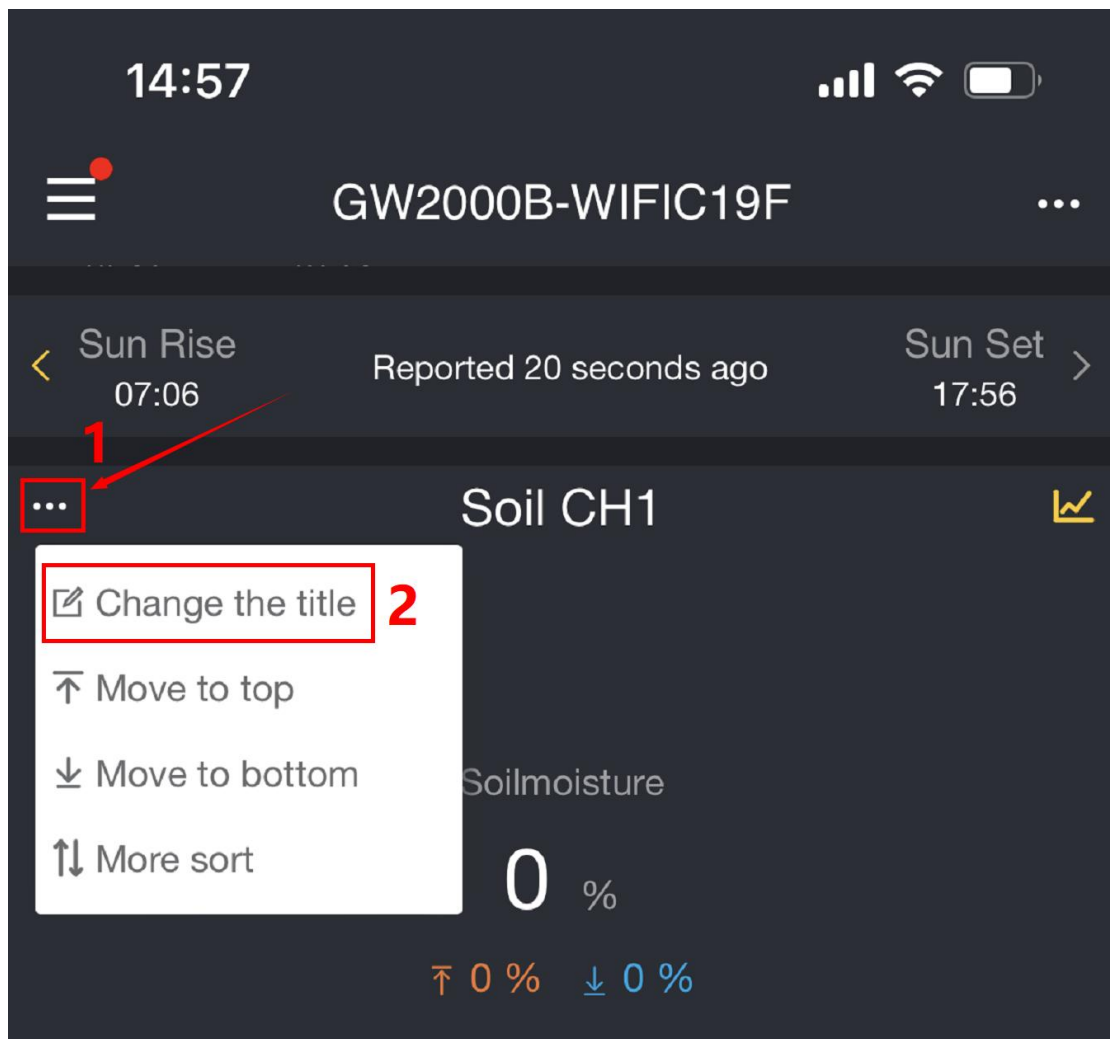 14:57
GW2000B-WIFIC19F
Sun Rise
07:06
Reported 20 seconds ago
Sun Set
17:56
1
Soil CH1
Change the title
2
Move to top
Move to bottom
More sort
Soilmoisture
0 %
0 % 0 %